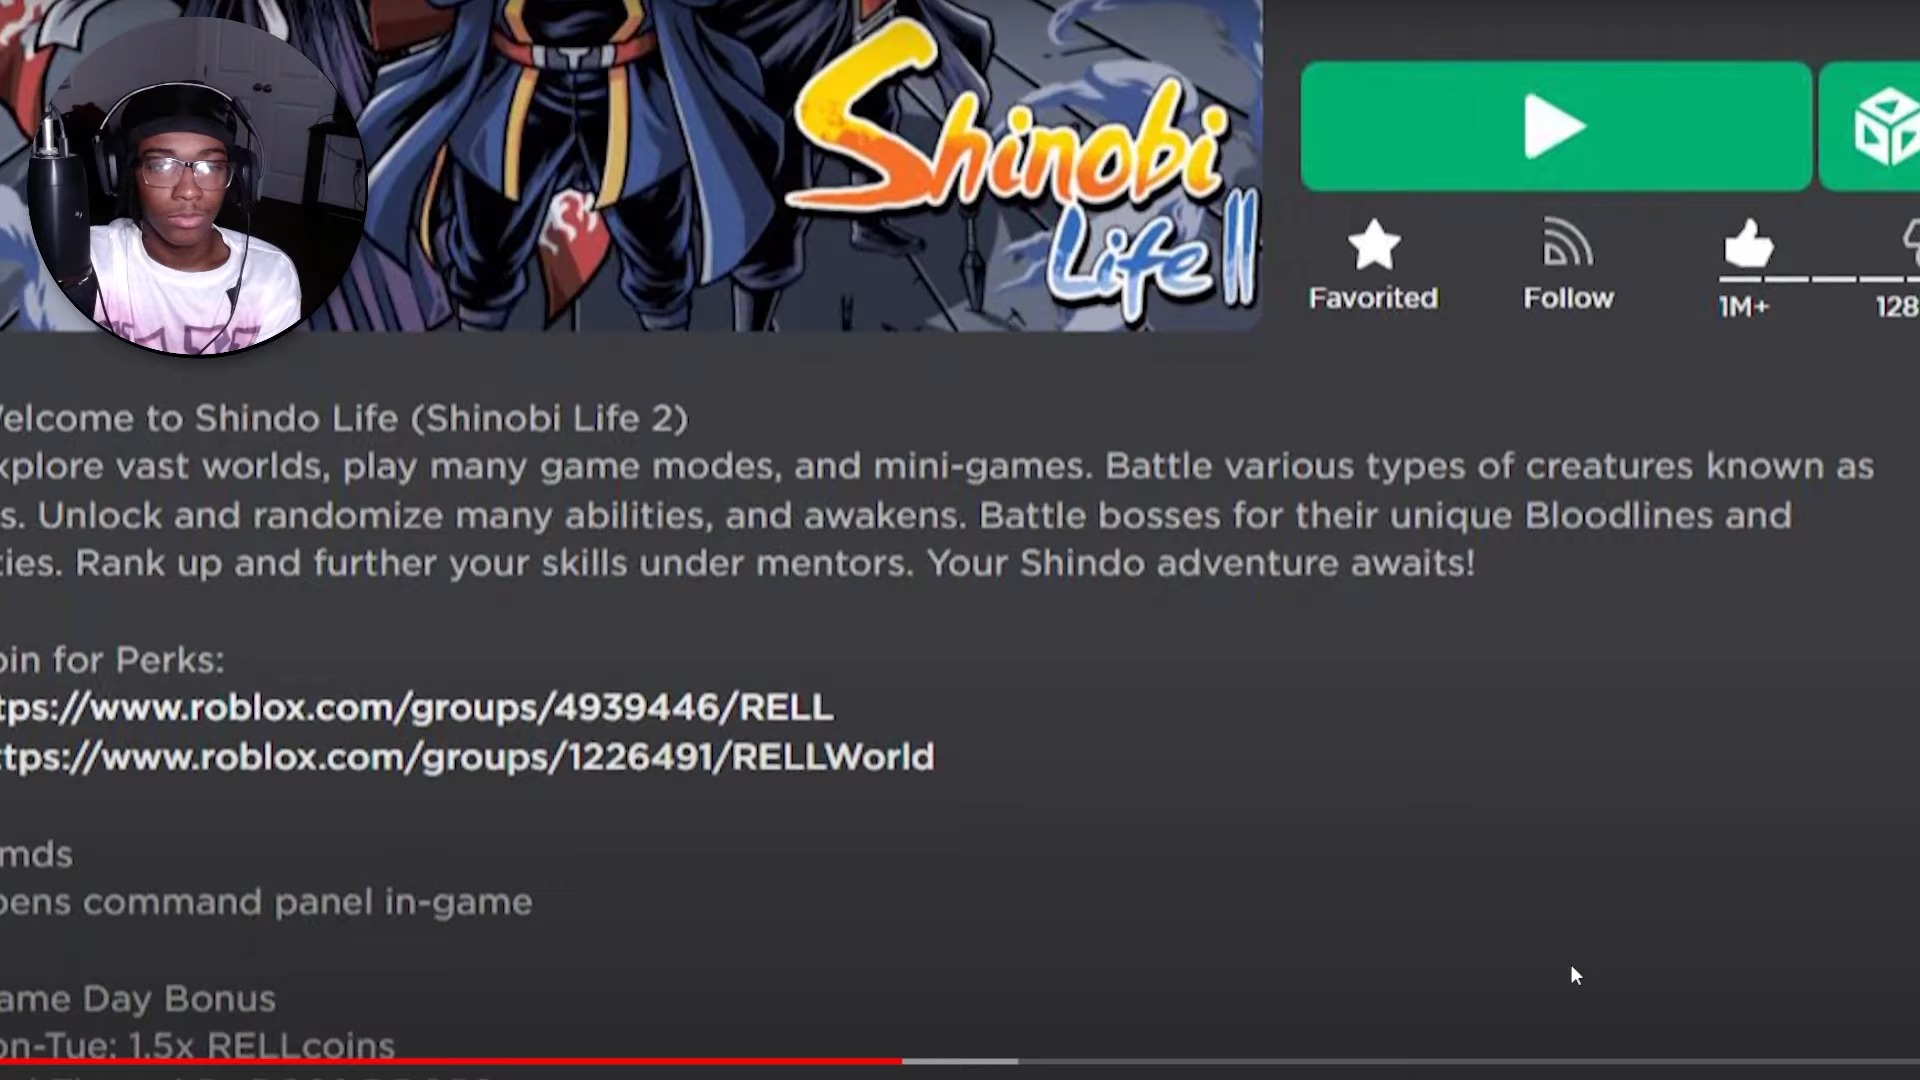 Shinobi
Life II
Favorited
Follow
1M+
128
elcome to Shindo Life (Shinobi Life 2)
xplore vast worlds, play many game modes, and mini-games. Battle various types of creatures known as
s. Unlock and randomize many abilities, and awakens. Battle bosses for their unique Bloodlines and
ties. Rank up and further your skills under mentors. Your Shindo adventure awaits!
oin for Perks:
tps://www.roblox.com/groups/4939446/RELL
ttps://www.roblox.com/groups/1226491/RELLWorld
mds
pens command panel in-game
ame Day Bonus
on-Tue: 1.5x RELLcoins